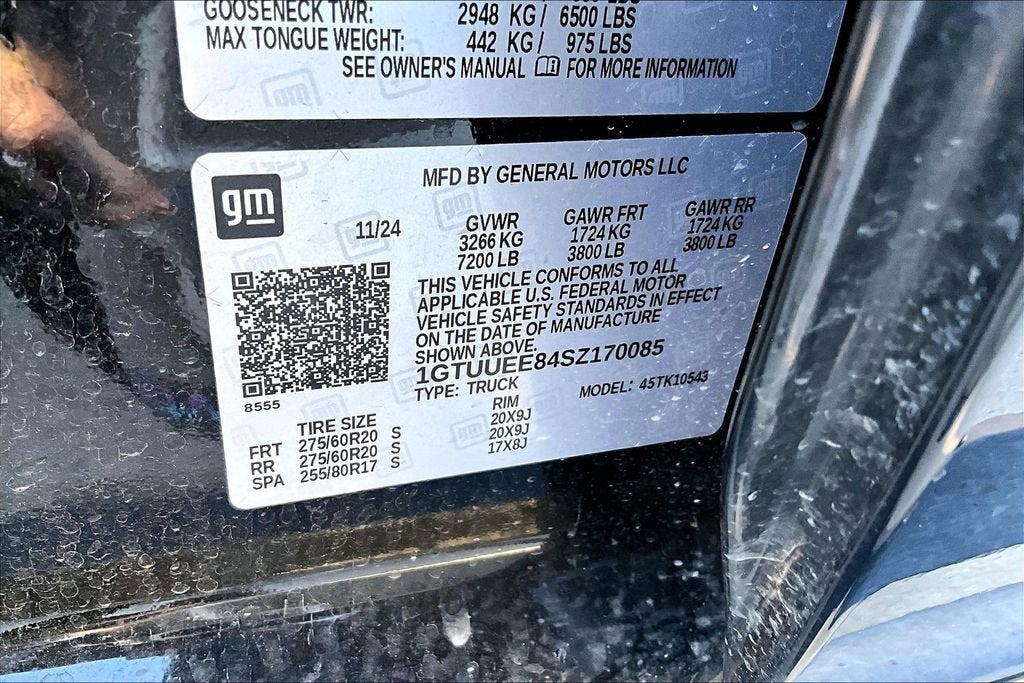 GOOSENECK TWR: 2948 KG/ 6500 LBS
MAX TONGUE WEIGHT: 442 KG/ 975 LBS
SEE OWNER'S MANUAL FOR MORE INFORMATION
gm
MFD BY GENERAL MOTORS LLC
11/24
GVWR GAWR FRT GAWR RR
3266 KG 1724 KG 1724 KG
7200 LB 3800 LB 3800 LB
THIS VEHICLE CONFORMS TO ALL
APPLICABLE U.S. FEDERAL MOTOR
VEHICLE SAFETY STANDARDS IN EFFECT
ON THE DATE OF MANUFACTURE
SHOWN ABOVE.
1GTUUEE84SZ170085
TYPE: TRUCK MODEL: 45TK10543
8555
TIRE SIZE RIM
FRT 275/60R20 S 20X9J
RR 275/60R20 S 20X9J
SPA 255/80R17 S 17X8J